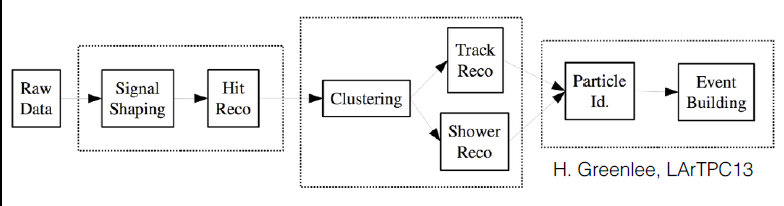 Raw
Data
Signal
Shaping
Hit
Reco
Clustering
Track
Reco
Shower
Reco
Particle
Id.
Event
Building
H. Greenlee, LArTPC13